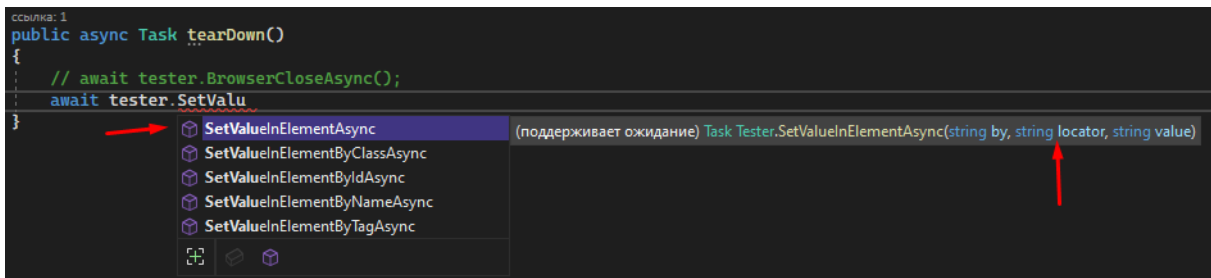 ссылка: 1
public async Task tearDown()
{
// await tester.BrowserCloseAsync();
await tester.SetValu
}
SetValueInElementAsync
(поддерживает ожидание) Task Tester.SetValueInElementAsync(string by, string locator, string value)
SetValueInElementByClassAsync
SetValueInElementByIdAsync
SetValueInElementByNameAsync
SetValueInElementByTagAsync